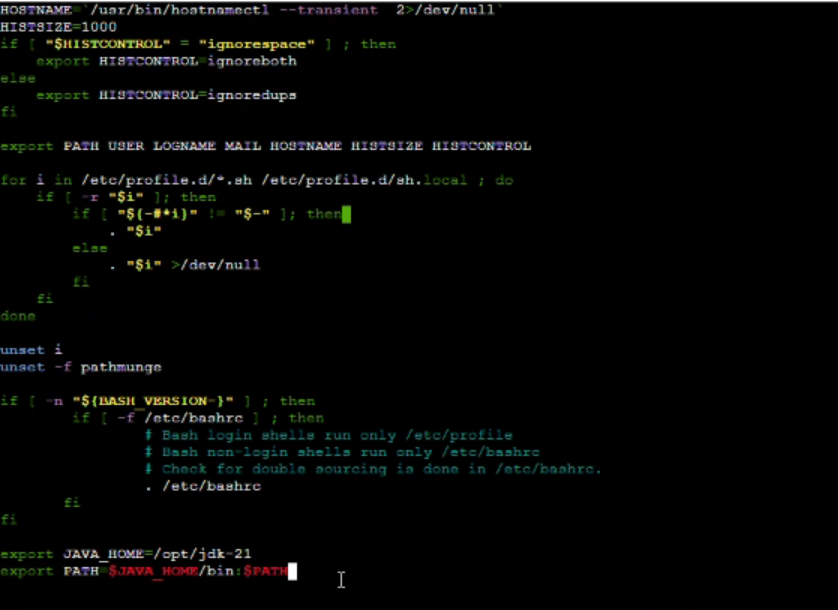 HOSTNAME=`/usr/bin/hostnamectl --transient  2>/dev/null`
HISTSIZE=1000
if [ "$HISTCONTROL" = "ignorespace" ] ; then
    export HISTCONTROL=ignoreboth
else
    export HISTCONTROL=ignoredups
fi

export PATH USER LOGNAME MAIL HOSTNAME HISTSIZE HISTCONTROL

for i in /etc/profile.d/*.sh /etc/profile.d/sh.local ; do
    if [ -r "$i" ]; then
        if [ "${-#*i}" != "$-" ]; then
            . "$i"
        else
            . "$i" >/dev/null
        fi
    fi
done

unset i
unset -f pathmunge

if [ -n "${BASH_VERSION-}" ] ; then
        if [ -f /etc/bashrc ] ; then
                # Bash login shells run only /etc/profile
                # Bash non-login shells run only /etc/bashrc
                # Check for double sourcing is done in /etc/bashrc.
                . /etc/bashrc
       fi
fi

export JAVA_HOME=/opt/jdk-21
export PATH=$JAVA_HOME/bin:$PATH